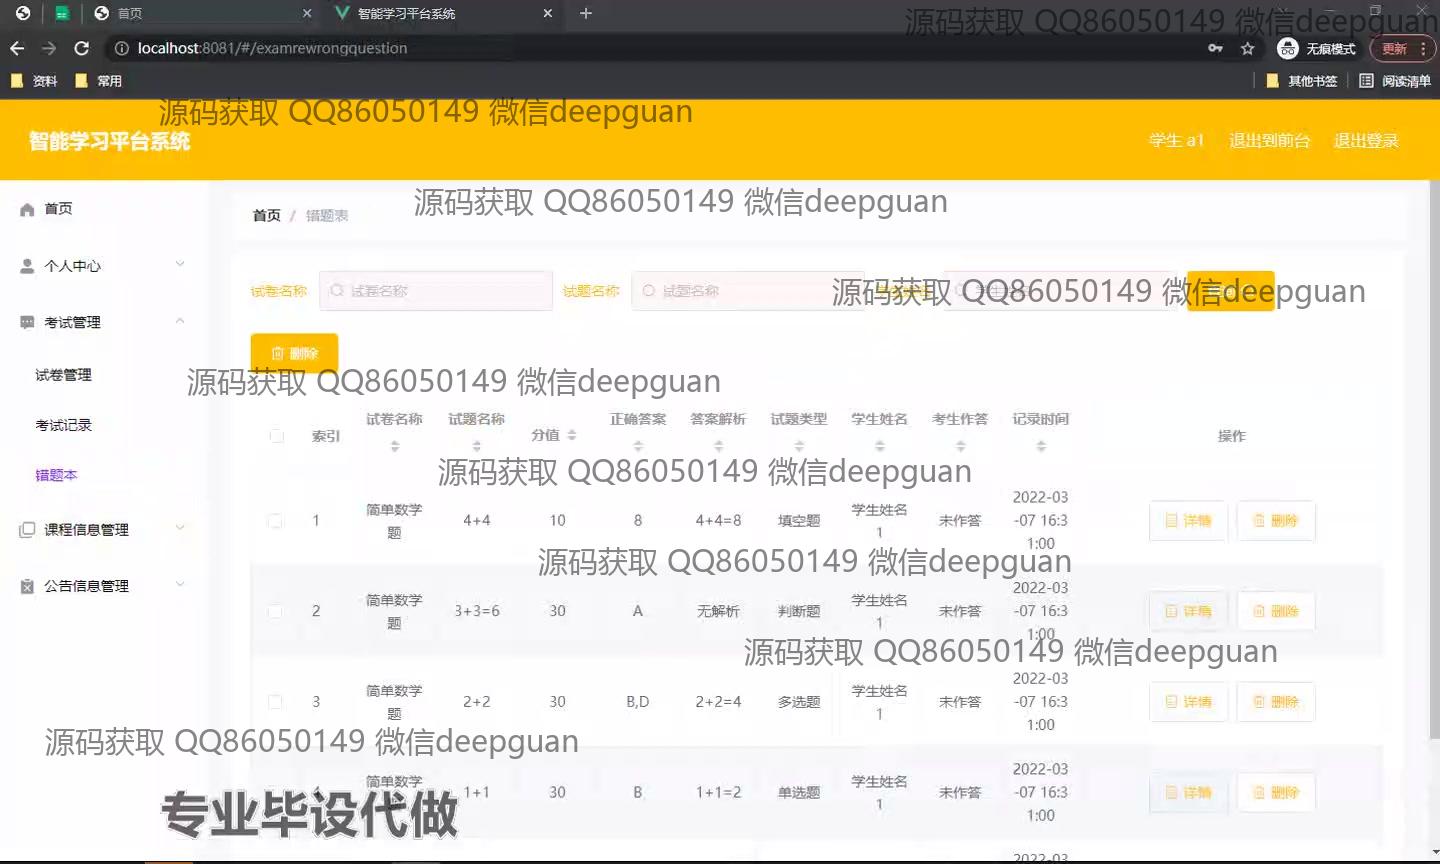 首页
智能学习平台系统
源码获取 QQ86050149 微信deepguan
localhost:8081/#/examrewrongquestion
无痕模式
更新
资料
常用
其他书签
阅读清单
源码获取 QQ86050149 微信deepguan
智能学习平台系统
学生 a1
退出到前台
退出登录
源码获取 QQ86050149 微信deepguan
首页
首页 / 错题表
个人中心
试卷名称
试卷名称
试题名称
试题名称
源码获取 QQ86050149 微信deepguan
考试管理
删除
试卷管理
源码获取 QQ86050149 微信deepguan
考试记录
索引 试卷名称 试题名称 分值 正确答案 答案解析 试题类型 学生姓名 考生作答 记录时间 操作
错题本
源码获取 QQ86050149 微信deepguan
课程信息管理
1 简单数学题 4+4 10 8 4+4=8 填空题 学生姓名1 未作答 2022-03-07 16:31:00 详情 删除
源码获取 QQ86050149 微信deepguan
公告信息管理
2 简单数学题 3+3=6 30 A 无解析 判断题 学生姓名1 未作答 2022-03-07 16:31:00 详情 删除
源码获取 QQ86050149 微信deepguan
3 简单数学题 2+2 30 B,D 2+2=4 多选题 学生姓名1 未作答 2022-03-07 16:31:00 详情 删除
源码获取 QQ86050149 微信deepguan
简单数学题 1+1 30 B 1+1=2 单选题 学生姓名1 未作答 2022-03-07 16:31:00 详情 删除
专业毕设代做
2022-03